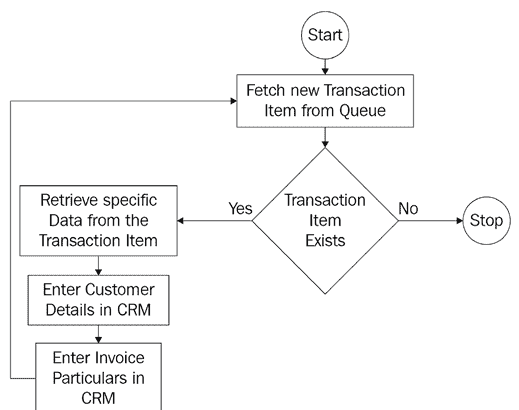 Start
Fetch new Transaction
Item from Queue
Transaction
Item
Exists
Yes
No
Stop
Retrieve specific
Data from the
Transaction Item
Enter Customer
Details in CRM
Enter Invoice
Particulars in
CRM